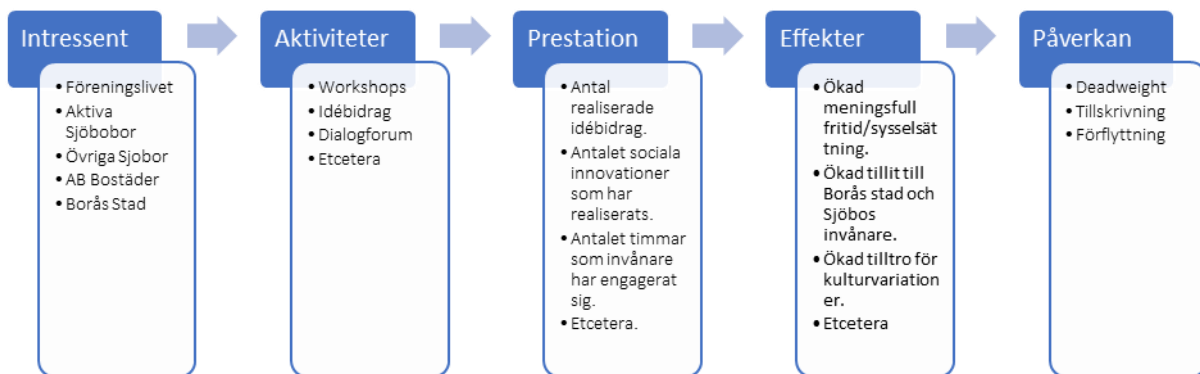 Intressent
• Föreningslivet
• Aktiva
Sjöbobor
• Övriga Sjobor
• AB Bostäder
• Borås Stad
Aktiviteter
• Workshops
• Idébidrag
• Dialogforum
• Etcetera
Prestation
• Antal
realiserade
idébidrag.
• Antalet sociala
innovationer
som har
realiserats.
• Antalet timmar
som invånare
har engagerat
sig.
• Etcetera.
Effekter
• Ökad
meningsfull
fritid/sysselsät
tning.
• Ökad tillit till
Borås stad och
Sjöbos
invånare.
• Ökad tilltro för
kulturvariation
er.
• Etcetera
Påverkan
• Deadweight
• Tillskrivning
• Förflyttning